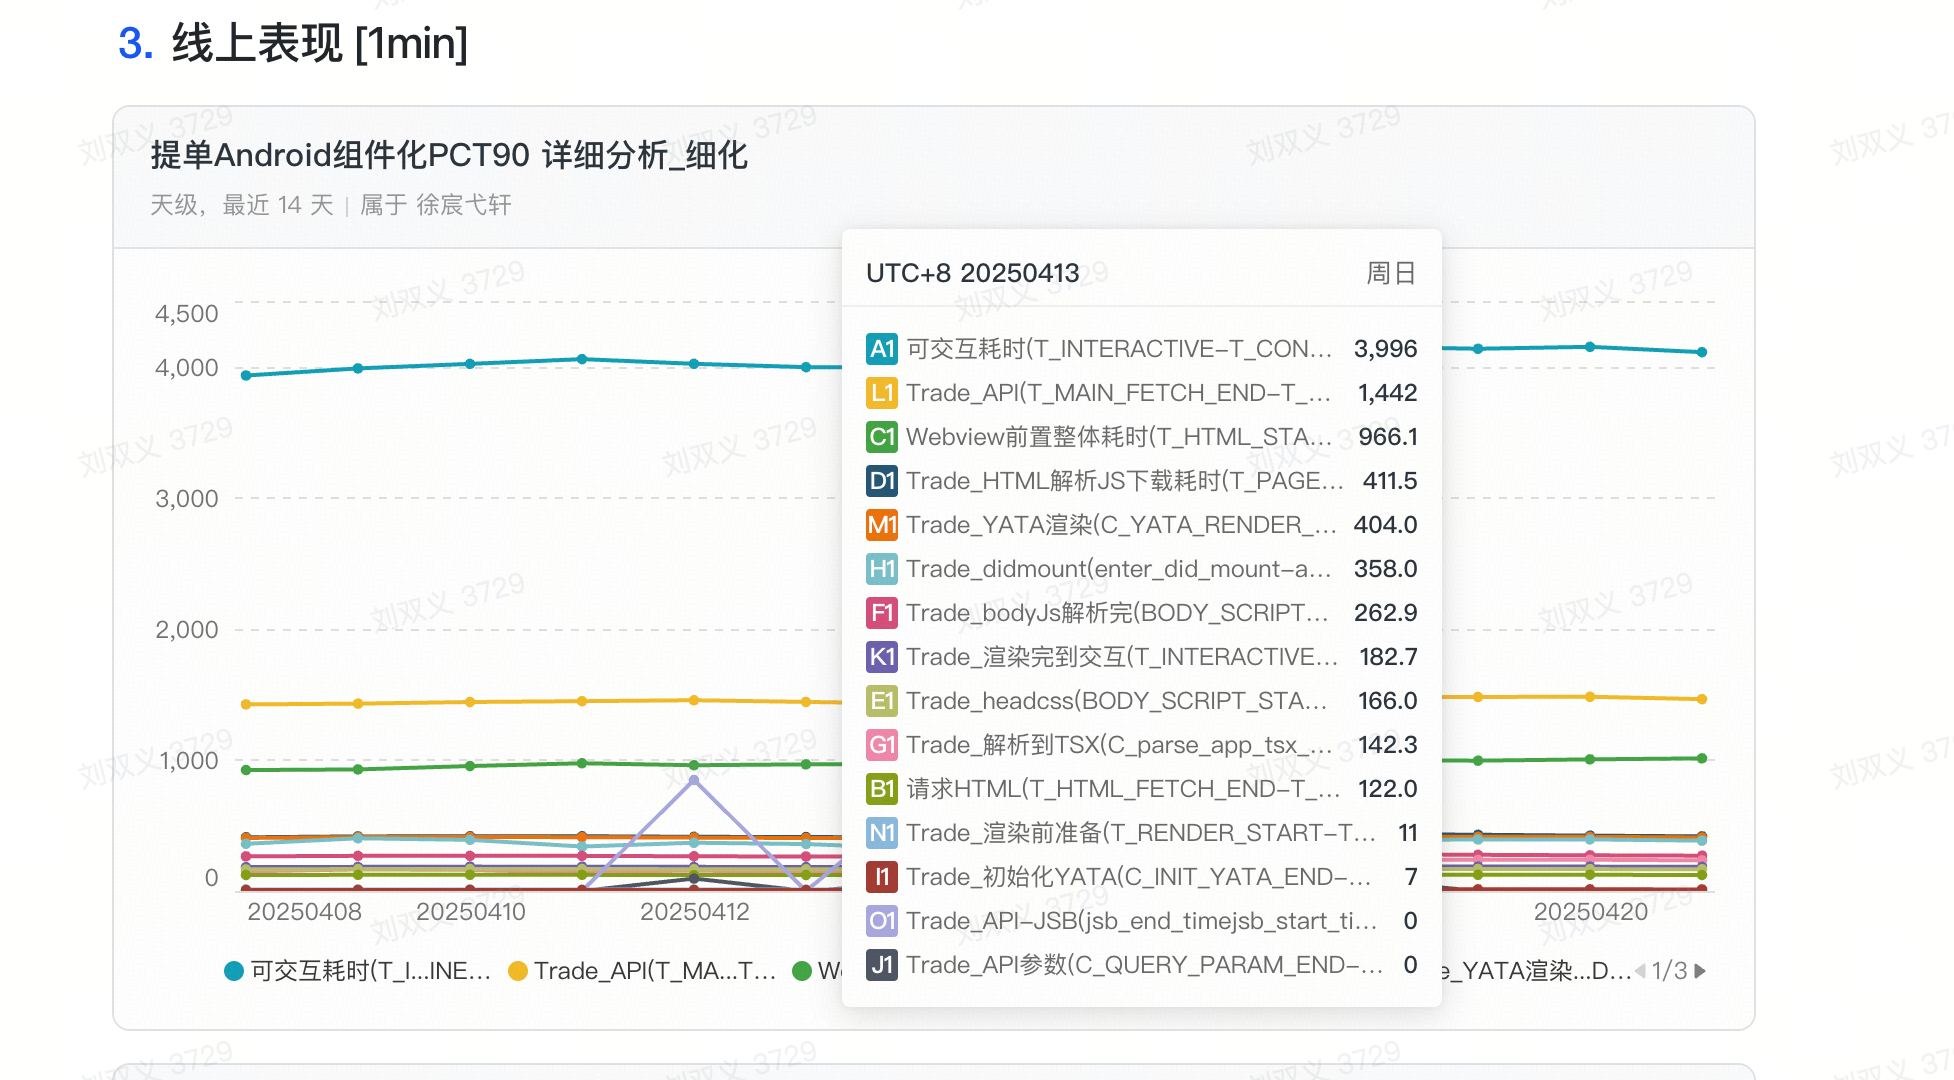 3. 线上表现 [1min]
提单Android组件化PCT90 详细分析_细化
天级，最近 14 天 | 属于 徐宸弋轩
UTC+8 20250413 周日
A1 可交互耗时(T_INTERACTIVE-T_CON... 3,996
L1 Trade_API(T_MAIN_FETCH_END-T_... 1,442
C1 Webview前置整体耗时(T_HTML_STA... 966.1
D1 Trade_HTML解析JS下载耗时(T_PAGE... 411.5
M1 Trade_YATA渲染(C_YATA_RENDER_... 404.0
H1 Trade_didmount(enter_did_mount-a... 358.0
F1 Trade_bodyJs解析完(BODY_SCRIPT... 262.9
K1 Trade_渲染完到交互(T_INTERACTIVE... 182.7
E1 Trade_headcss(BODY_SCRIPT_STA... 166.0
G1 Trade_解析到TSX(C_parse_app_tsx_... 142.3
B1 请求HTML(T_HTML_FETCH_END-T_... 122.0
N1 Trade_渲染前准备(T_RENDER_START-T... 11
I1 Trade_初始化YATA(C_INIT_YATA_END-... 7
O1 Trade_API-JSB(jsb_end_timejsb_start_ti... 0
J1 Trade_API参数(C_QUERY_PARAM_END-... 0
4,500
4,000
3,000
2,000
1,000
0
20250408 20250410 20250412 20250420
可交互耗时(T_I...INE... Trade_API(T_MA...T... W e_YATA渲染...D... 1/3
刘双义 3729